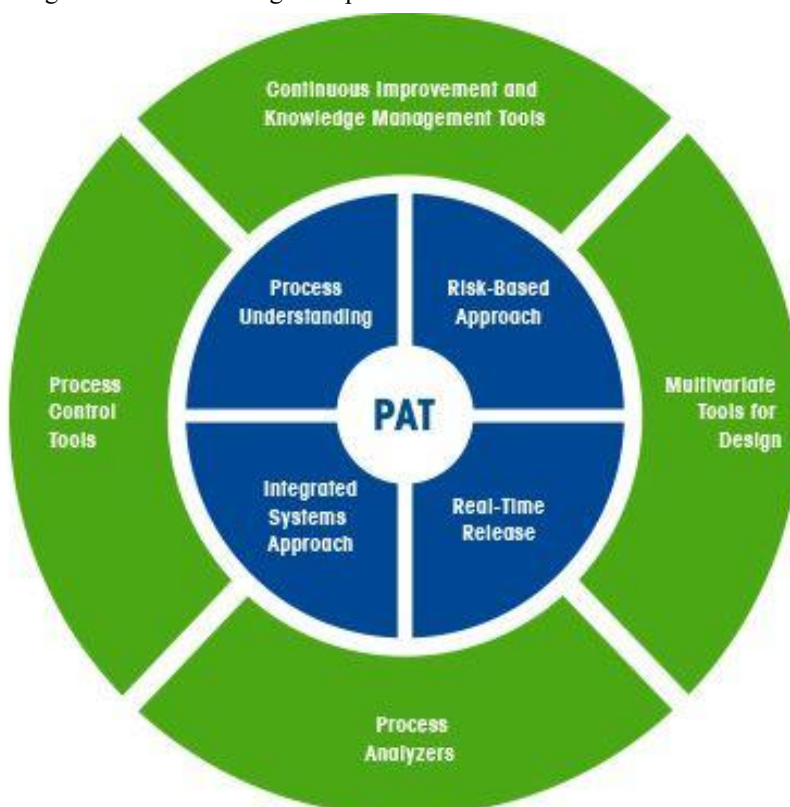 Continuous Improvement and
Knowledge Management Tools
Process
Understanding
Risk-Based
Approach
Process
Control
Tools
PAT
Multivariate
Tools for
Design
Integrated
Systems
Approach
Real-Time
Release
Process
Analyzers